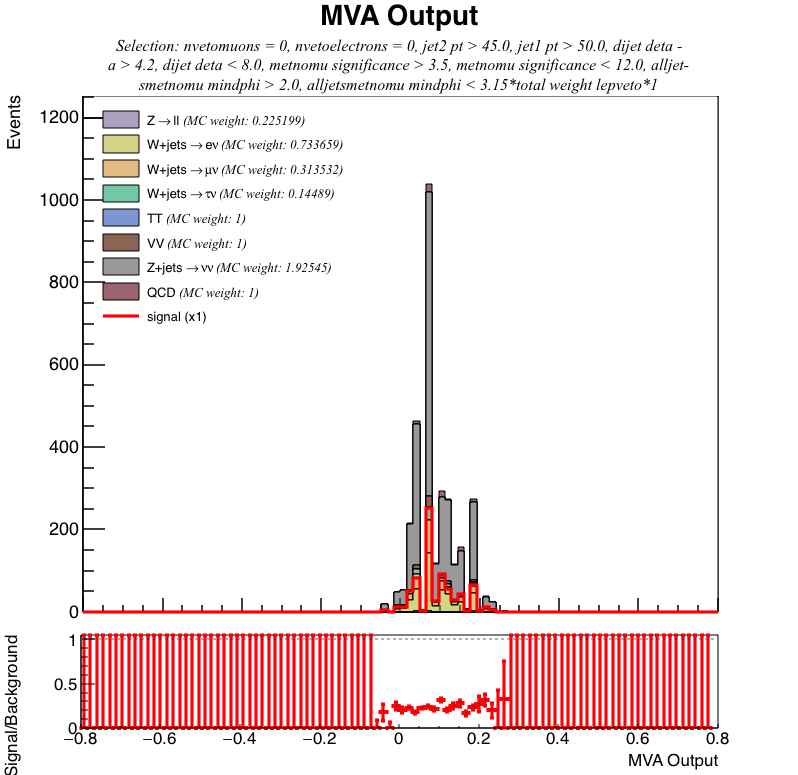 MVA Output
Selection: nvetomuons = 0, nvetoelectrons = 0, jet2 pt > 45.0, jet1 pt > 50.0, dijet deta -
a > 4.2, dijet deta < 8.0, metnomu significance > 3.5, metnomu significance < 12.0, alljet-
smetnomu mindphi > 2.0, alljetsmetnomu mindphi < 3.15*total weight lepveto*1
Events
1200
1000
800
600
400
200
0
Z→ll (MC weight: 0.225199)
W+jets→eν (MC weight: 0.733659)
W+jets→μν (MC weight: 0.313532)
W+jets→τν (MC weight: 0.14489)
TT (MC weight: 1)
VV (MC weight: 1)
Z+jets→νν (MC weight: 1.92545)
QCD (MC weight: 1)
signal (x1)
Signal/Background
1
0.5
0
−0.8 −0.6 −0.4 −0.2 0 0.2 0.4 0.6 0.8
MVA Output